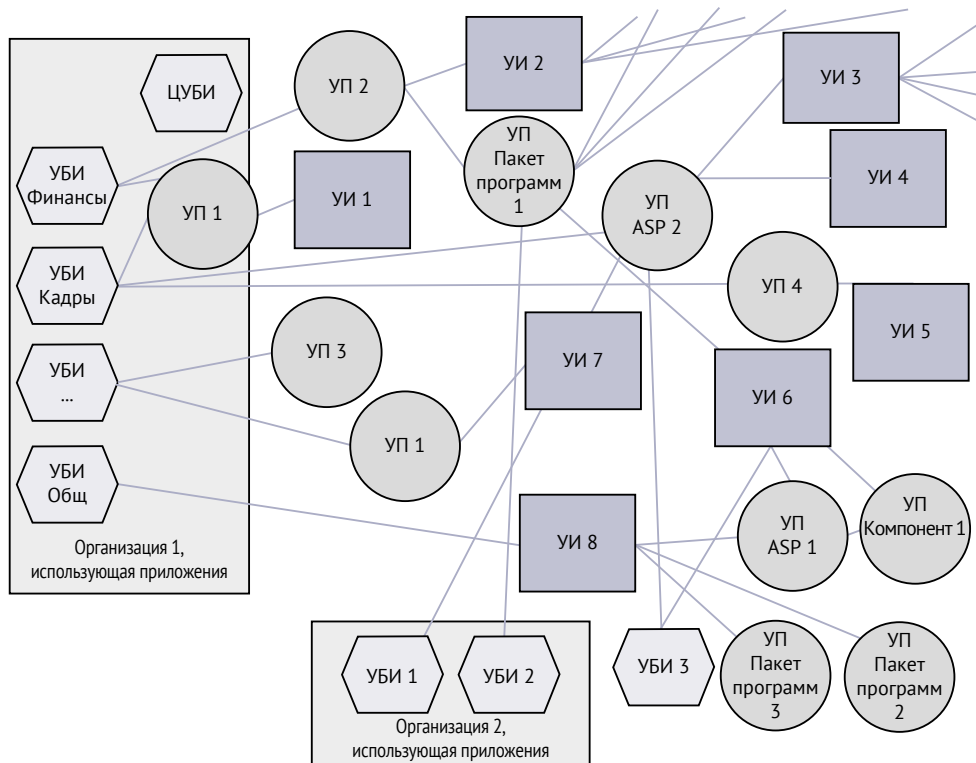 ЦУБИ
УП 2
УИ 2
УИ 3
УБИ
Финансы
УП 1
УИ 1
УП
Пакет
программ
1
УП
ASP 2
УИ 4
УБИ
Кадры
УП 4
УИ 5
УБИ
...
УП 3
УИ 7
УИ 6
УП 1
УБИ
Общ
УИ 8
УП
ASP 1
УП
Компонент 1
Организация 1,
использующая приложения
УБИ 1
УБИ 2
УБИ 3
УП
Пакет
программ
3
УП
Пакет
программ
2
Организация 2,
использующая приложения